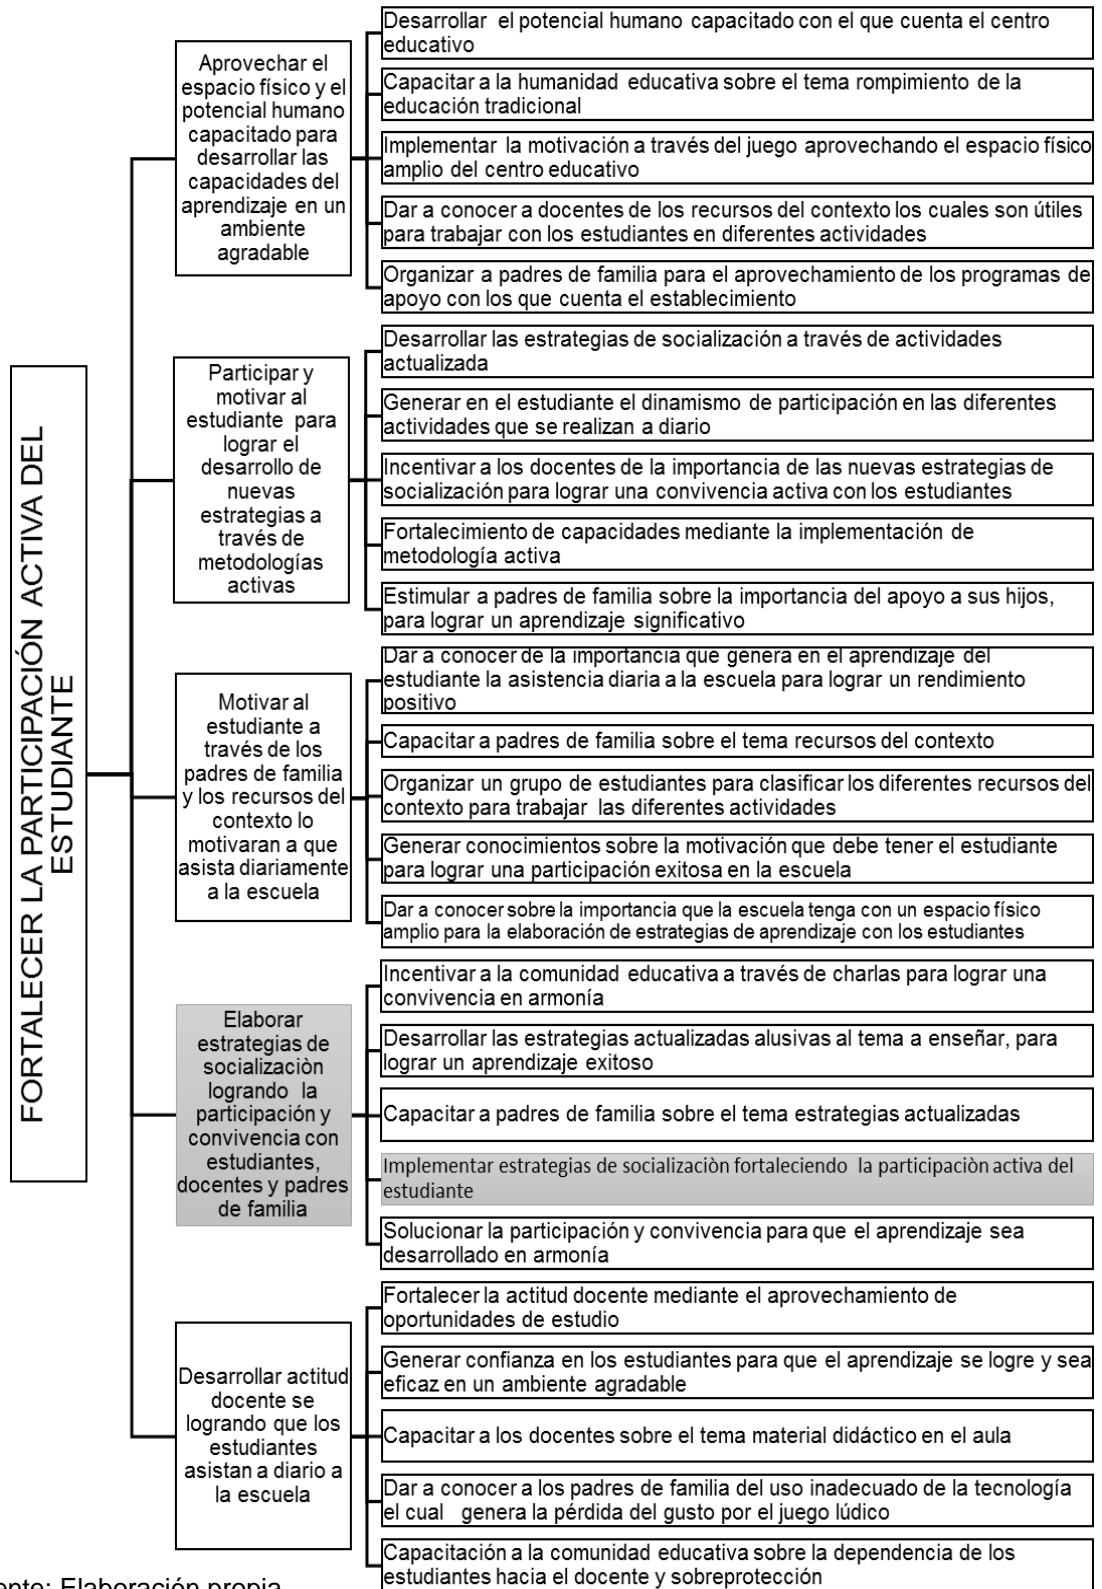 FORTALECER LA PARTICIPACIÓN ACTIVA DEL
ESTUDIANTE
Aprovechar el
espacio físico y el
potencial humano
capacitado para
desarrollar las
capacidades del
aprendizaje en un
ambiente
agradable
Desarrollar el potencial humano capacitado con el que cuenta el centro
educativo
Capacitar a la humanidad educativa sobre el tema rompimiento de la
educación tradicional
Implementar la motivación a través del juego aprovechando el espacio físico
amplio del centro educativo
Dar a conocer a docentes de los recursos del contexto los cuales son útiles
para trabajar con los estudiantes en diferentes actividades
Organizar a padres de familia para el aprovechamiento de los programas de
apoyo con los que cuenta el establecimiento
Participar y
motivar al
estudiante para
lograr el
desarrollo de
nuevas
estrategias a
través de
metodologías
activas
Desarrollar las estrategias de socialización a través de actividades
actualizada
Generar en el estudiante el dinamismo de participación en las diferentes
actividades que se realizan a diario
Incentivar a los docentes de la importancia de las nuevas estrategias de
socialización para lograr una convivencia activa con los estudiantes
Fortalecimiento de capacidades mediante la implementación de
metodología activa
Estimular a padres de familia sobre la importancia del apoyo a sus hijos,
para lograr un aprendizaje significativo
Motivar al
estudiante a
través de los
padres de familia
y los recursos del
contexto lo
motivaran a que
asista diariamente
a la escuela
Dar a conocer de la importancia que genera en el aprendizaje del
estudiante la asistencia diaria a la escuela para lograr un rendimiento
positivo
Capacitar a padres de familia sobre el tema recursos del contexto
Organizar un grupo de estudiantes para clasificar los diferentes recursos del
contexto para trabajar las diferentes actividades
Generar conocimientos sobre la motivación que debe tener el estudiante
para lograr una participación exitosa en la escuela
Dar a conocer sobre la importancia que la escuela tenga con un espacio físico
amplio para la elaboración de estrategias de aprendizaje con los estudiantes
Elaborar
estrategias de
socializaciòn
logrando la
participación y
convivencia con
estudiantes,
docentes y padres
de familia
Incentivar a la comunidad educativa a través de charlas para lograr una
convivencia en armonía
Desarrollar las estrategias actualizadas alusivas al tema a enseñar, para
lograr un aprendizaje exitoso
Capacitar a padres de familia sobre el tema estrategias actualizadas
Implementar estrategias de socializaciòn fortaleciendo la participaciòn activa del
estudiante
Solucionar la participación y convivencia para que el aprendizaje sea
desarrollado en armonía
Desarrollar actitud
docente se
logrando que los
estudiantes
asistan a diario a
la escuela
Fortalecer la actitud docente mediante el aprovechamiento de
oportunidades de estudio
Generar confianza en los estudiantes para que el aprendizaje se logre y sea
eficaz en un ambiente agradable
Capacitar a los docentes sobre el tema material didáctico en el aula
Dar a conocer a los padres de familia del uso inadecuado de la tecnología
el cual genera la pérdida del gusto por el juego lúdico
Capacitación a la comunidad educativa sobre la dependencia de los
estudiantes hacia el docente y sobreprotección
ente: Elaboración propia